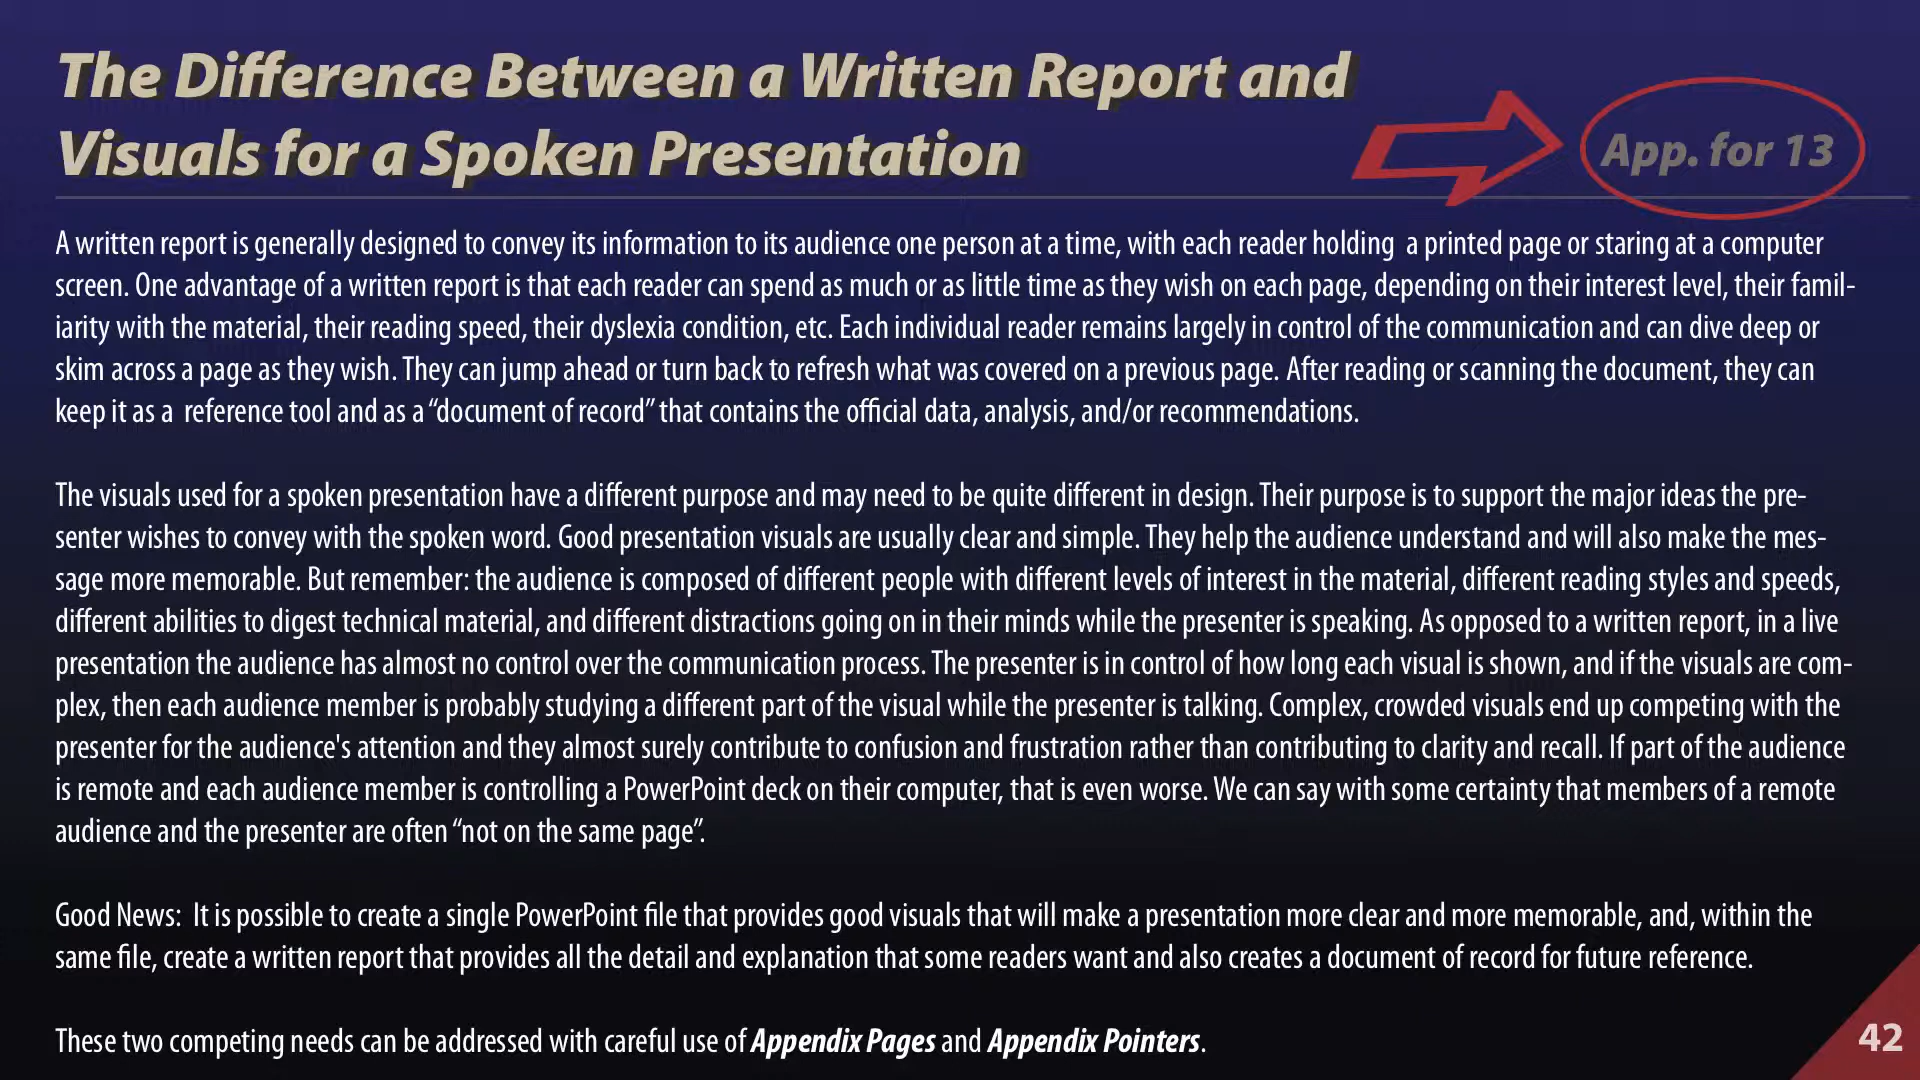 The Difference Between a Written Report and
Visuals for a Spoken Presentation
App. for 13
A written report is generally designed to convey its information to its audience one person at a time, with each reader holding  a printed page or staring at a computer
screen. One advantage of a written report is that each reader can spend as much or as little time as they wish on each page, depending on their interest level, their famil-
iarity with the material, their reading speed, their dyslexia condition, etc. Each individual reader remains largely in control of the communication and can dive deep or
skim across a page as they wish. They can jump ahead or turn back to refresh what was covered on a previous page. After reading or scanning the document, they can
keep it as a  reference tool and as a “document of record” that contains the official data, analysis, and/or recommendations.
The visuals used for a spoken presentation have a different purpose and may need to be quite different in design. Their purpose is to support the major ideas the pre-
senter wishes to convey with the spoken word. Good presentation visuals are usually clear and simple. They help the audience understand and will also make the mes-
sage more memorable. But remember: the audience is composed of different people with different levels of interest in the material, different reading styles and speeds,
different abilities to digest technical material, and different distractions going on in their minds while the presenter is speaking. As opposed to a written report, in a live
presentation the audience has almost no control over the communication process. The presenter is in control of how long each visual is shown, and if the visuals are com-
plex, then each audience member is probably studying a different part of the visual while the presenter is talking. Complex, crowded visuals end up competing with the
presenter for the audience's attention and they almost surely contribute to confusion and frustration rather than contributing to clarity and recall. If part of the audience
is remote and each audience member is controlling a PowerPoint deck on their computer, that is even worse. We can say with some certainty that members of a remote
audience and the presenter are often “not on the same page”.
Good News:  It is possible to create a single PowerPoint file that provides good visuals that will make a presentation more clear and more memorable, and, within the
same file, create a written report that provides all the detail and explanation that some readers want and also creates a document of record for future reference.
These two competing needs can be addressed with careful use of Appendix Pages and Appendix Pointers.
42